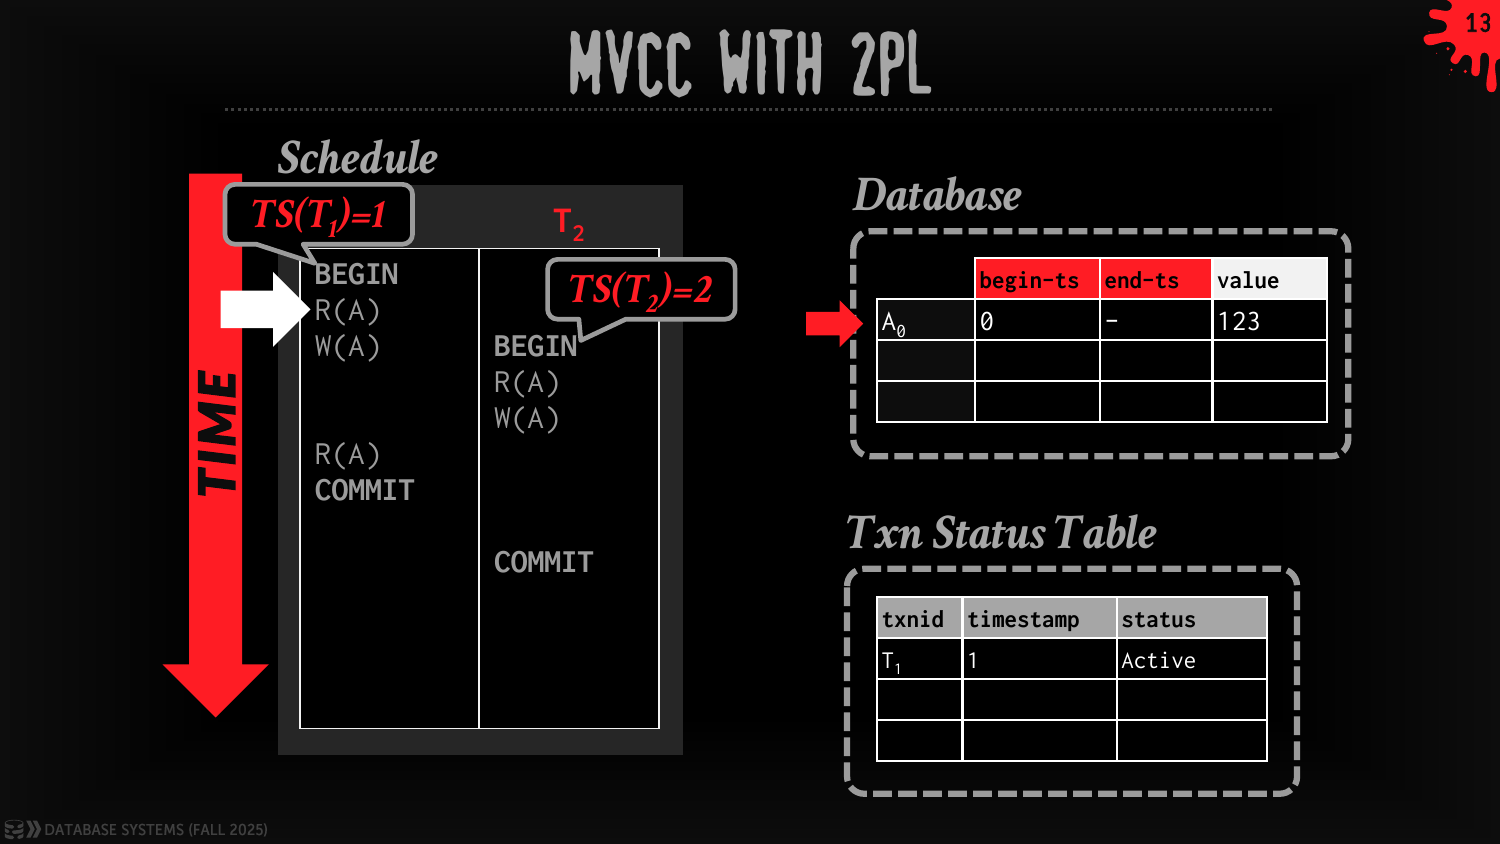 13
MVCC WITH 2PL
Schedule
TS(T1)=1
T2
BEGIN
R(A)
W(A)
R(A)
COMMIT
TS(T2)=2
BEGIN
R(A)
W(A)
COMMIT
TIME
Database
begin-ts end-ts value
A0 0 - 123
Txn Status Table
txnid timestamp status
T1 1 Active
DATABASE SYSTEMS (FALL 2025)